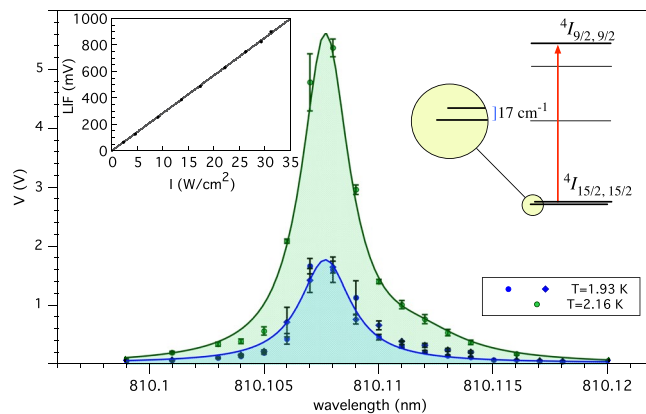 1000
800
600
400
200
0
LIF (mV)
0 5 10 15 20 25 30 35
I (W/cm²)
⁴I9/2, 9/2
17 cm⁻¹
⁴I15/2, 15/2
5
4
3
2
1
V (V)
T=1.93 K
T=2.16 K
810.1 810.105 810.11 810.115 810.12
wavelength (nm)